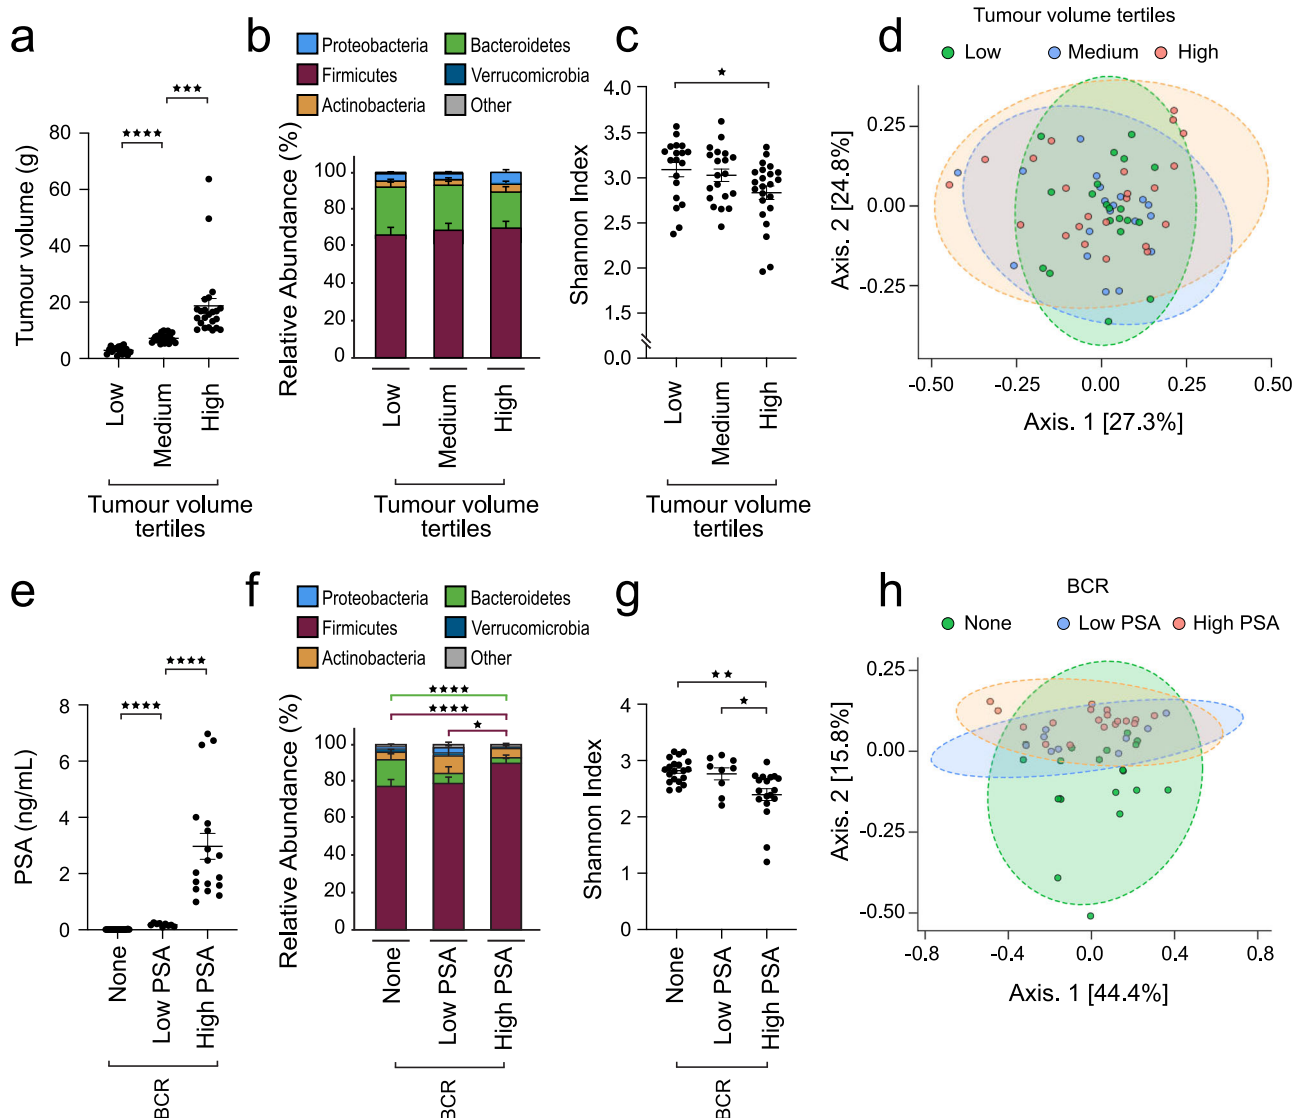 a
Tumour volume (g)
80
60
40
20
0
★★★★
★★★
Low
Medium
High
Tumour volume
tertiles
b
Proteobacteria
Bacteroidetes
Firmicutes
Verrucomicrobia
Actinobacteria
Other
Relative Abundance (%)
100
80
60
40
20
0
Low
Medium
High
Tumour volume
tertiles
c
Shannon Index
4.0
3.5
3.0
2.5
2.0
0.0
★
Low
Medium
High
Tumour volume
tertiles
d
Tumour volume tertiles
Low
Medium
High
Axis. 2 [24.8%]
0.25
0.00
-0.25
-0.50
-0.25
0.00
0.25
0.50
Axis. 1 [27.3%]
e
PSA (ng/mL)
8
6
4
2
0
★★★★
★★★★
None
Low PSA
High PSA
BCR
f
Proteobacteria
Bacteroidetes
Firmicutes
Verrucomicrobia
Actinobacteria
Other
Relative Abundance (%)
100
80
60
40
20
0
★★★★
★★★★
★
None
Low PSA
High PSA
BCR
g
Shannon Index
4
3
2
1
0
★★
★
None
Low PSA
High PSA
BCR
h
BCR
None
Low PSA
High PSA
Axis. 2 [15.8%]
0.25
0.00
-0.25
-0.50
-0.8
-0.4
0.0
0.4
0.8
Axis. 1 [44.4%]